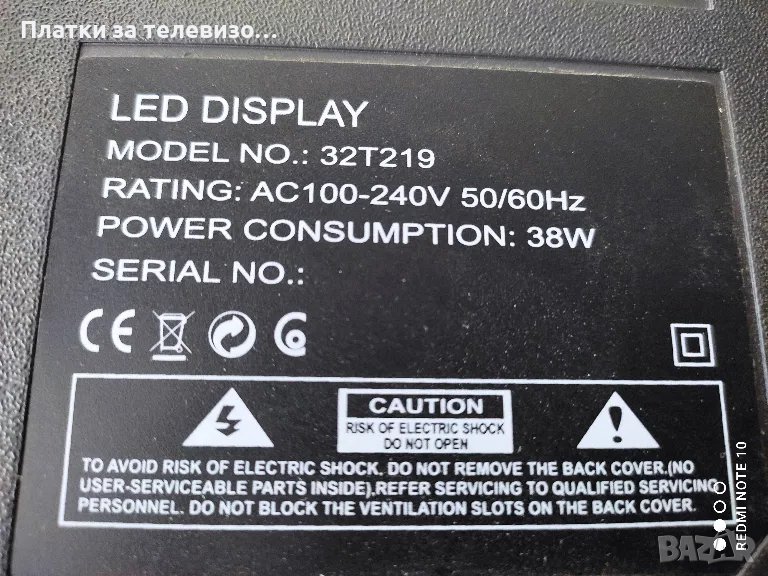 Платки за телевизо...
LED DISPLAY
MODEL NO.: 32T219
RATING: AC100-240V 50/60Hz
POWER CONSUMPTION: 38W
SERIAL NO.:
CE
CAUTION
RISK OF ELECTRIC SHOCK
DO NOT OPEN
TO AVOID RISK OF ELECTRIC SHOCK, DO NOT REMOVE THE BACK COVER.(NO
USER-SERVICEABLE PARTS INSIDE).REFER SERVICING TO QUALIFIED SERVICING
PERSONNEL. DO NOT BLOCK THE VENTILATION SLOTS ON THE BACK COVER.
REDMI NOTE 10
BAZAR